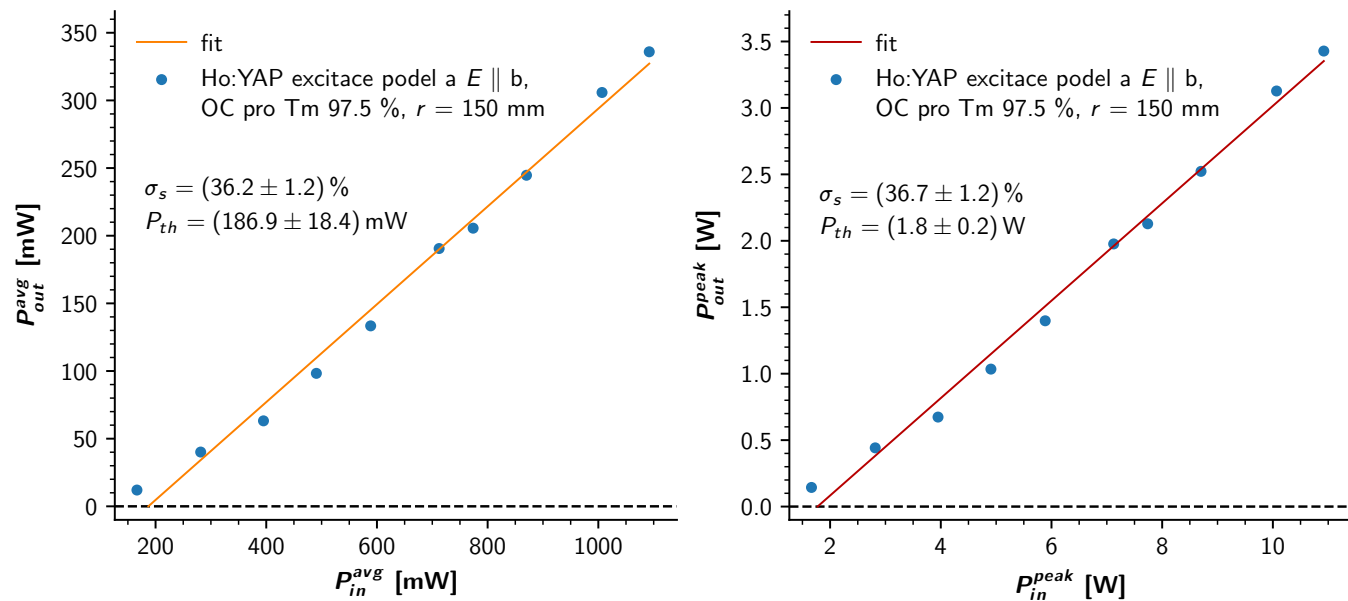 fit
Ho:YAP excitace podel a E ∥ b,
OC pro Tm 97.5 %, r = 150 mm
σ_s = (36.2 ± 1.2) %
P_th = (186.9 ± 18.4) mW
350
300
250
200
150
100
50
0
P_out^avg [mW]
200 400 600 800 1000
P_in^avg [mW]
fit
Ho:YAP excitace podel a E ∥ b,
OC pro Tm 97.5 %, r = 150 mm
σ_s = (36.7 ± 1.2) %
P_th = (1.8 ± 0.2) W
3.5
3.0
2.5
2.0
1.5
1.0
0.5
0.0
P_out^peak [W]
2 4 6 8 10
P_in^peak [W]